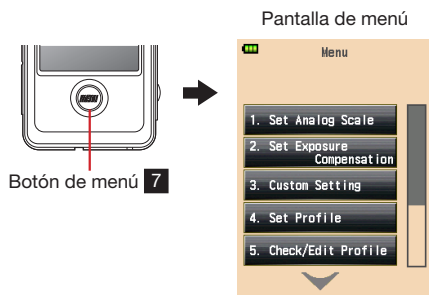 Pantalla de menú
Menu
MENU
1. Set Analog Scale
2. Set Exposure
Compensation
3. Custom Setting
4. Set Profile
5. Check/Edit Profile
Botón de menú 7